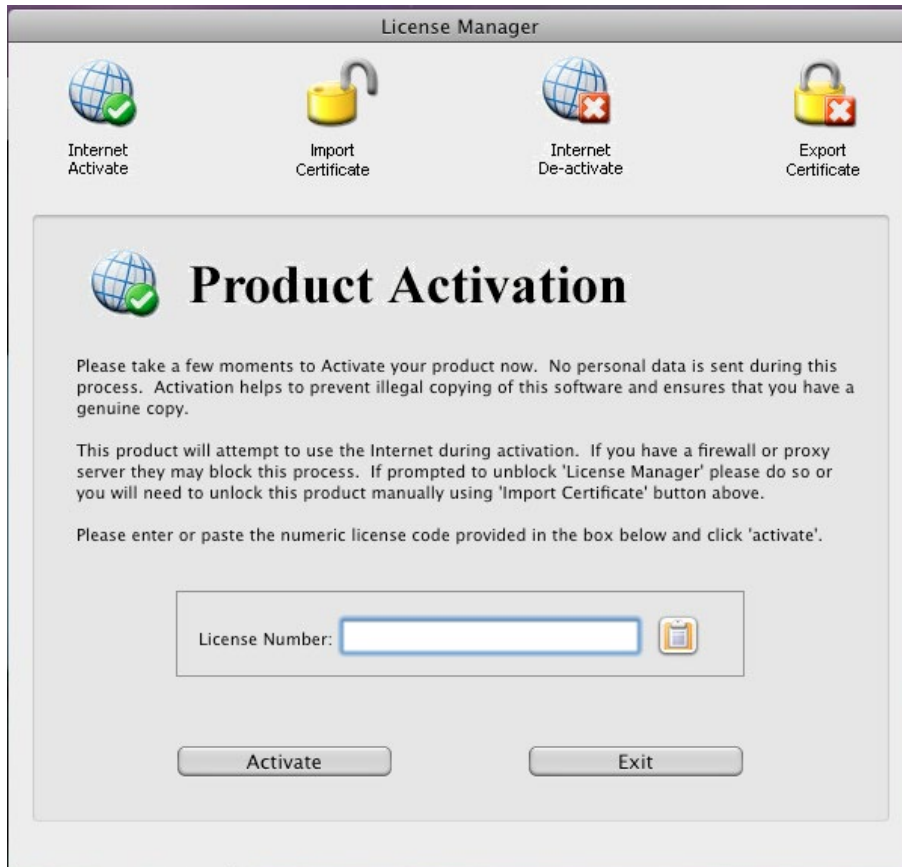 License Manager
Internet
Activate
Import
Certificate
Internet
De-activate
Export
Certificate
Product Activation
Please take a few moments to Activate your product now.  No personal data is sent during this
process.  Activation helps to prevent illegal copying of this software and ensures that you have a
genuine copy.
This product will attempt to use the Internet during activation.  If you have a firewall or proxy
server they may block this process.  If prompted to unblock 'License Manager' please do so or
you will need to unlock this product manually using 'Import Certificate' button above.
Please enter or paste the numeric license code provided in the box below and click 'activate'.
License Number:
Activate
Exit